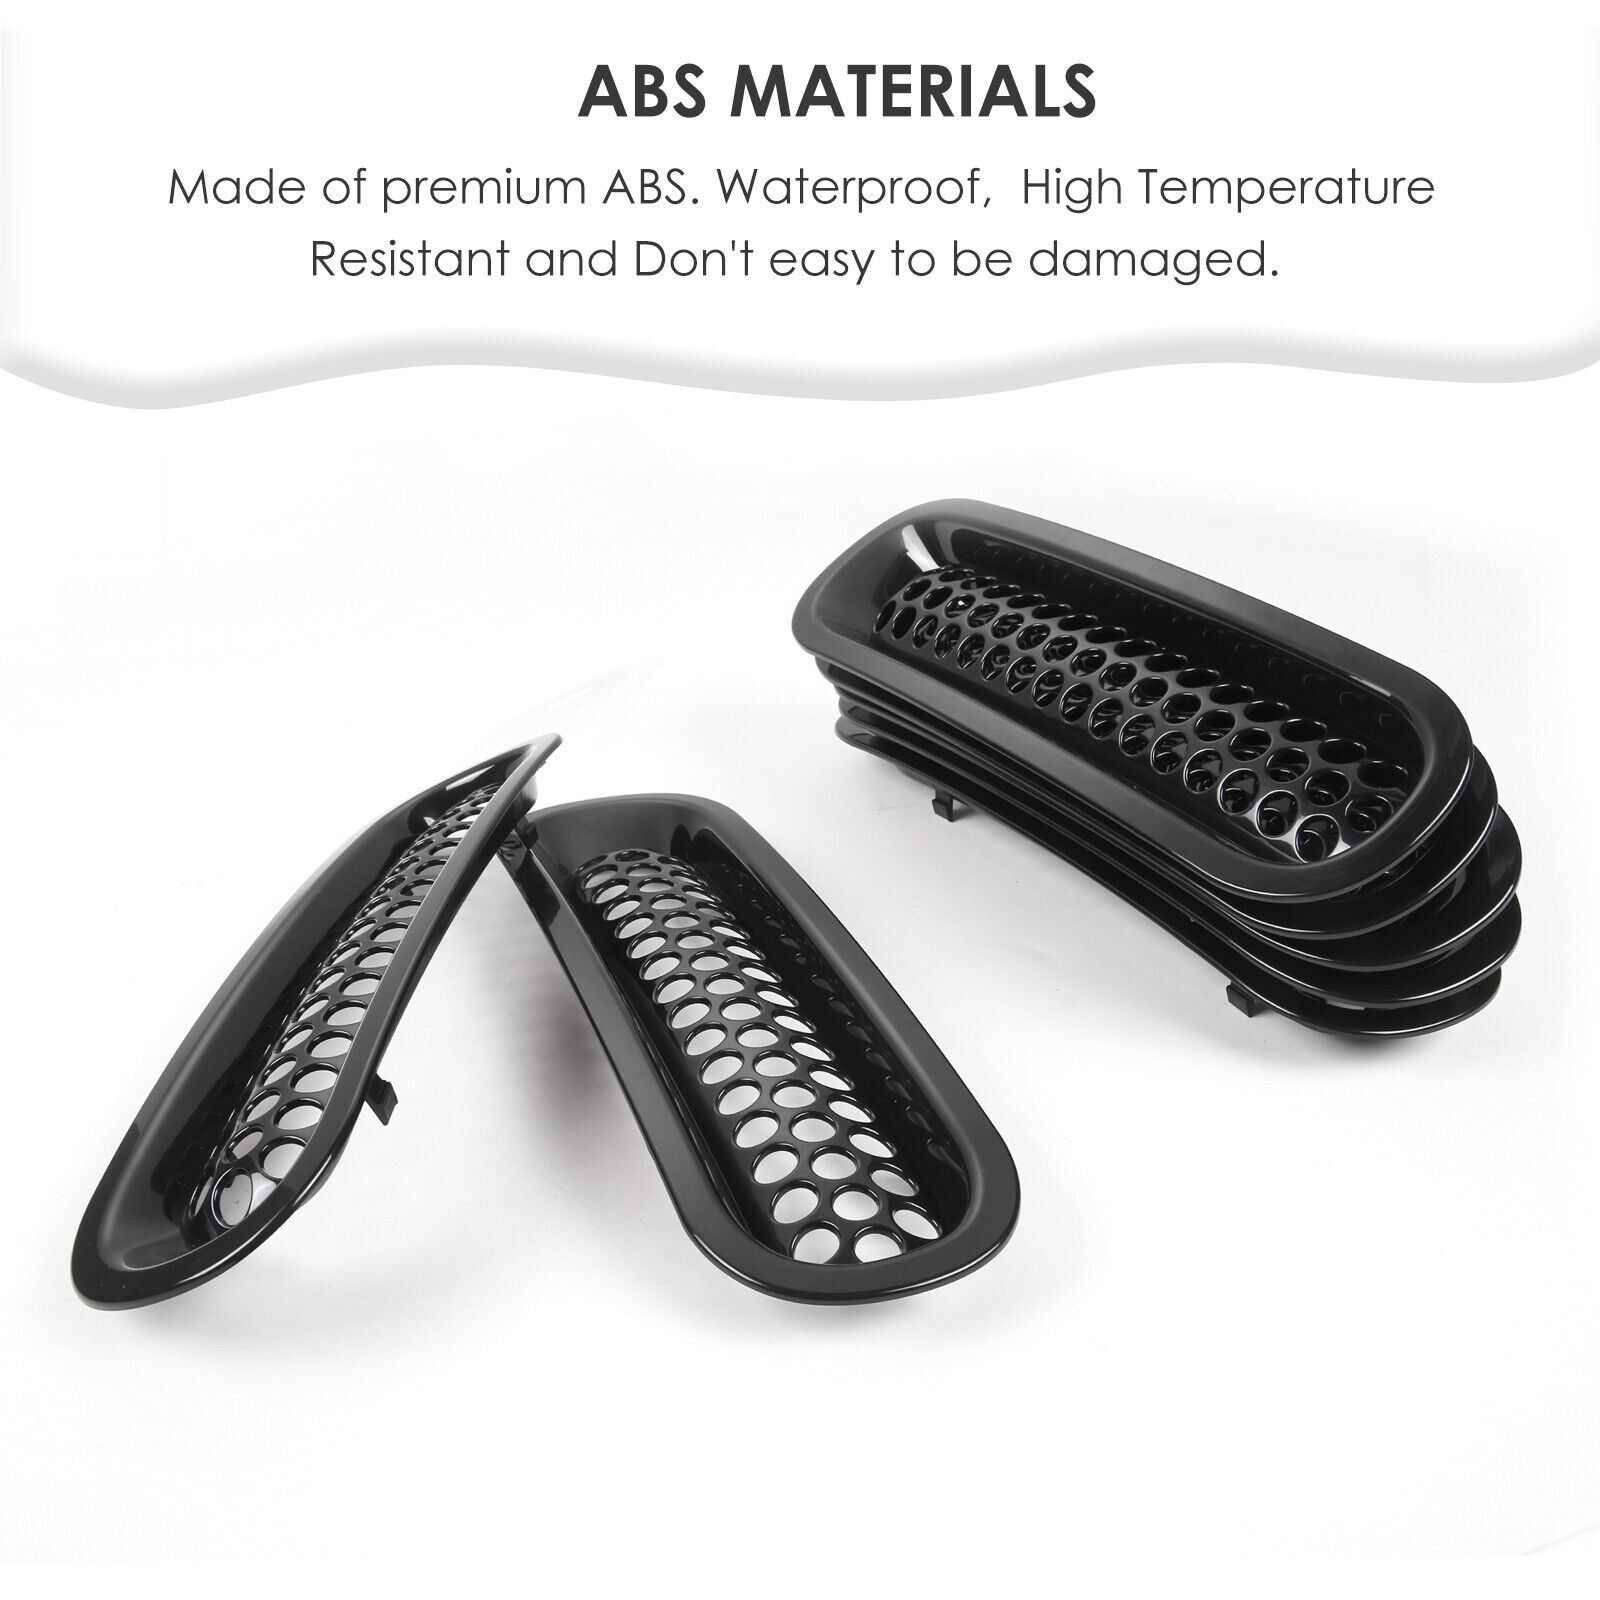 ABS MATERIALS
Made of premium ABS. Waterproof, High Temperature
Resistant and Don't easy to be damaged.